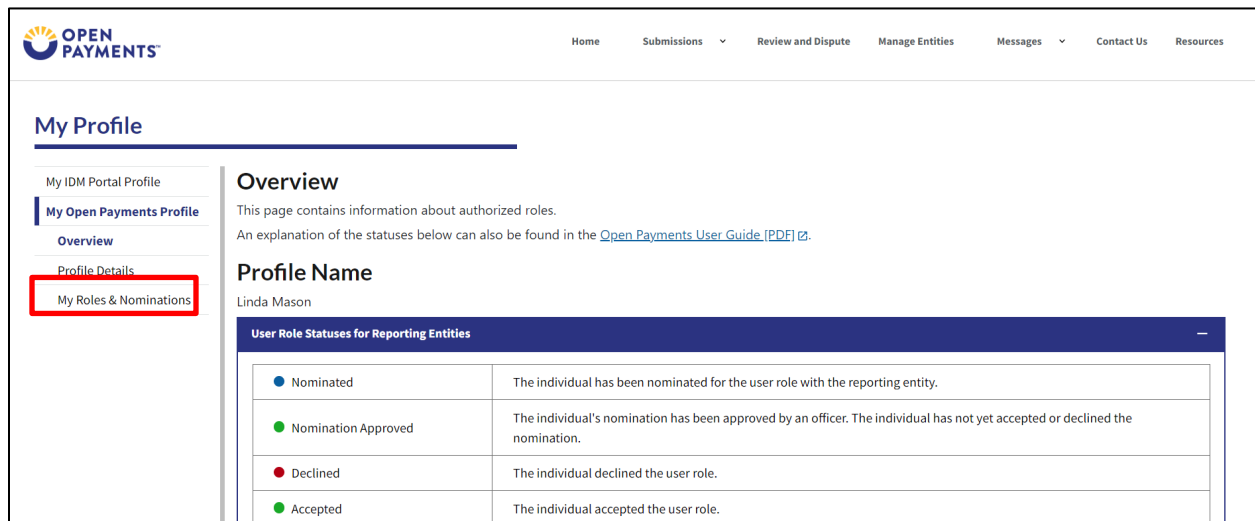 OPEN
PAYMENTS™
Home Submissions Review and Dispute Manage Entities Messages Contact Us Resources
My Profile
My IDM Portal Profile
My Open Payments Profile
Overview
Profile Details
My Roles & Nominations
Overview
This page contains information about authorized roles.
An explanation of the statuses below can also be found in the Open Payments User Guide [PDF].
Profile Name
Linda Mason
User Role Statuses for Reporting Entities
Nominated The individual has been nominated for the user role with the reporting entity.
Nomination Approved The individual's nomination has been approved by an officer. The individual has not yet accepted or declined the
nomination.
Declined The individual declined the user role.
Accepted The individual accepted the user role.